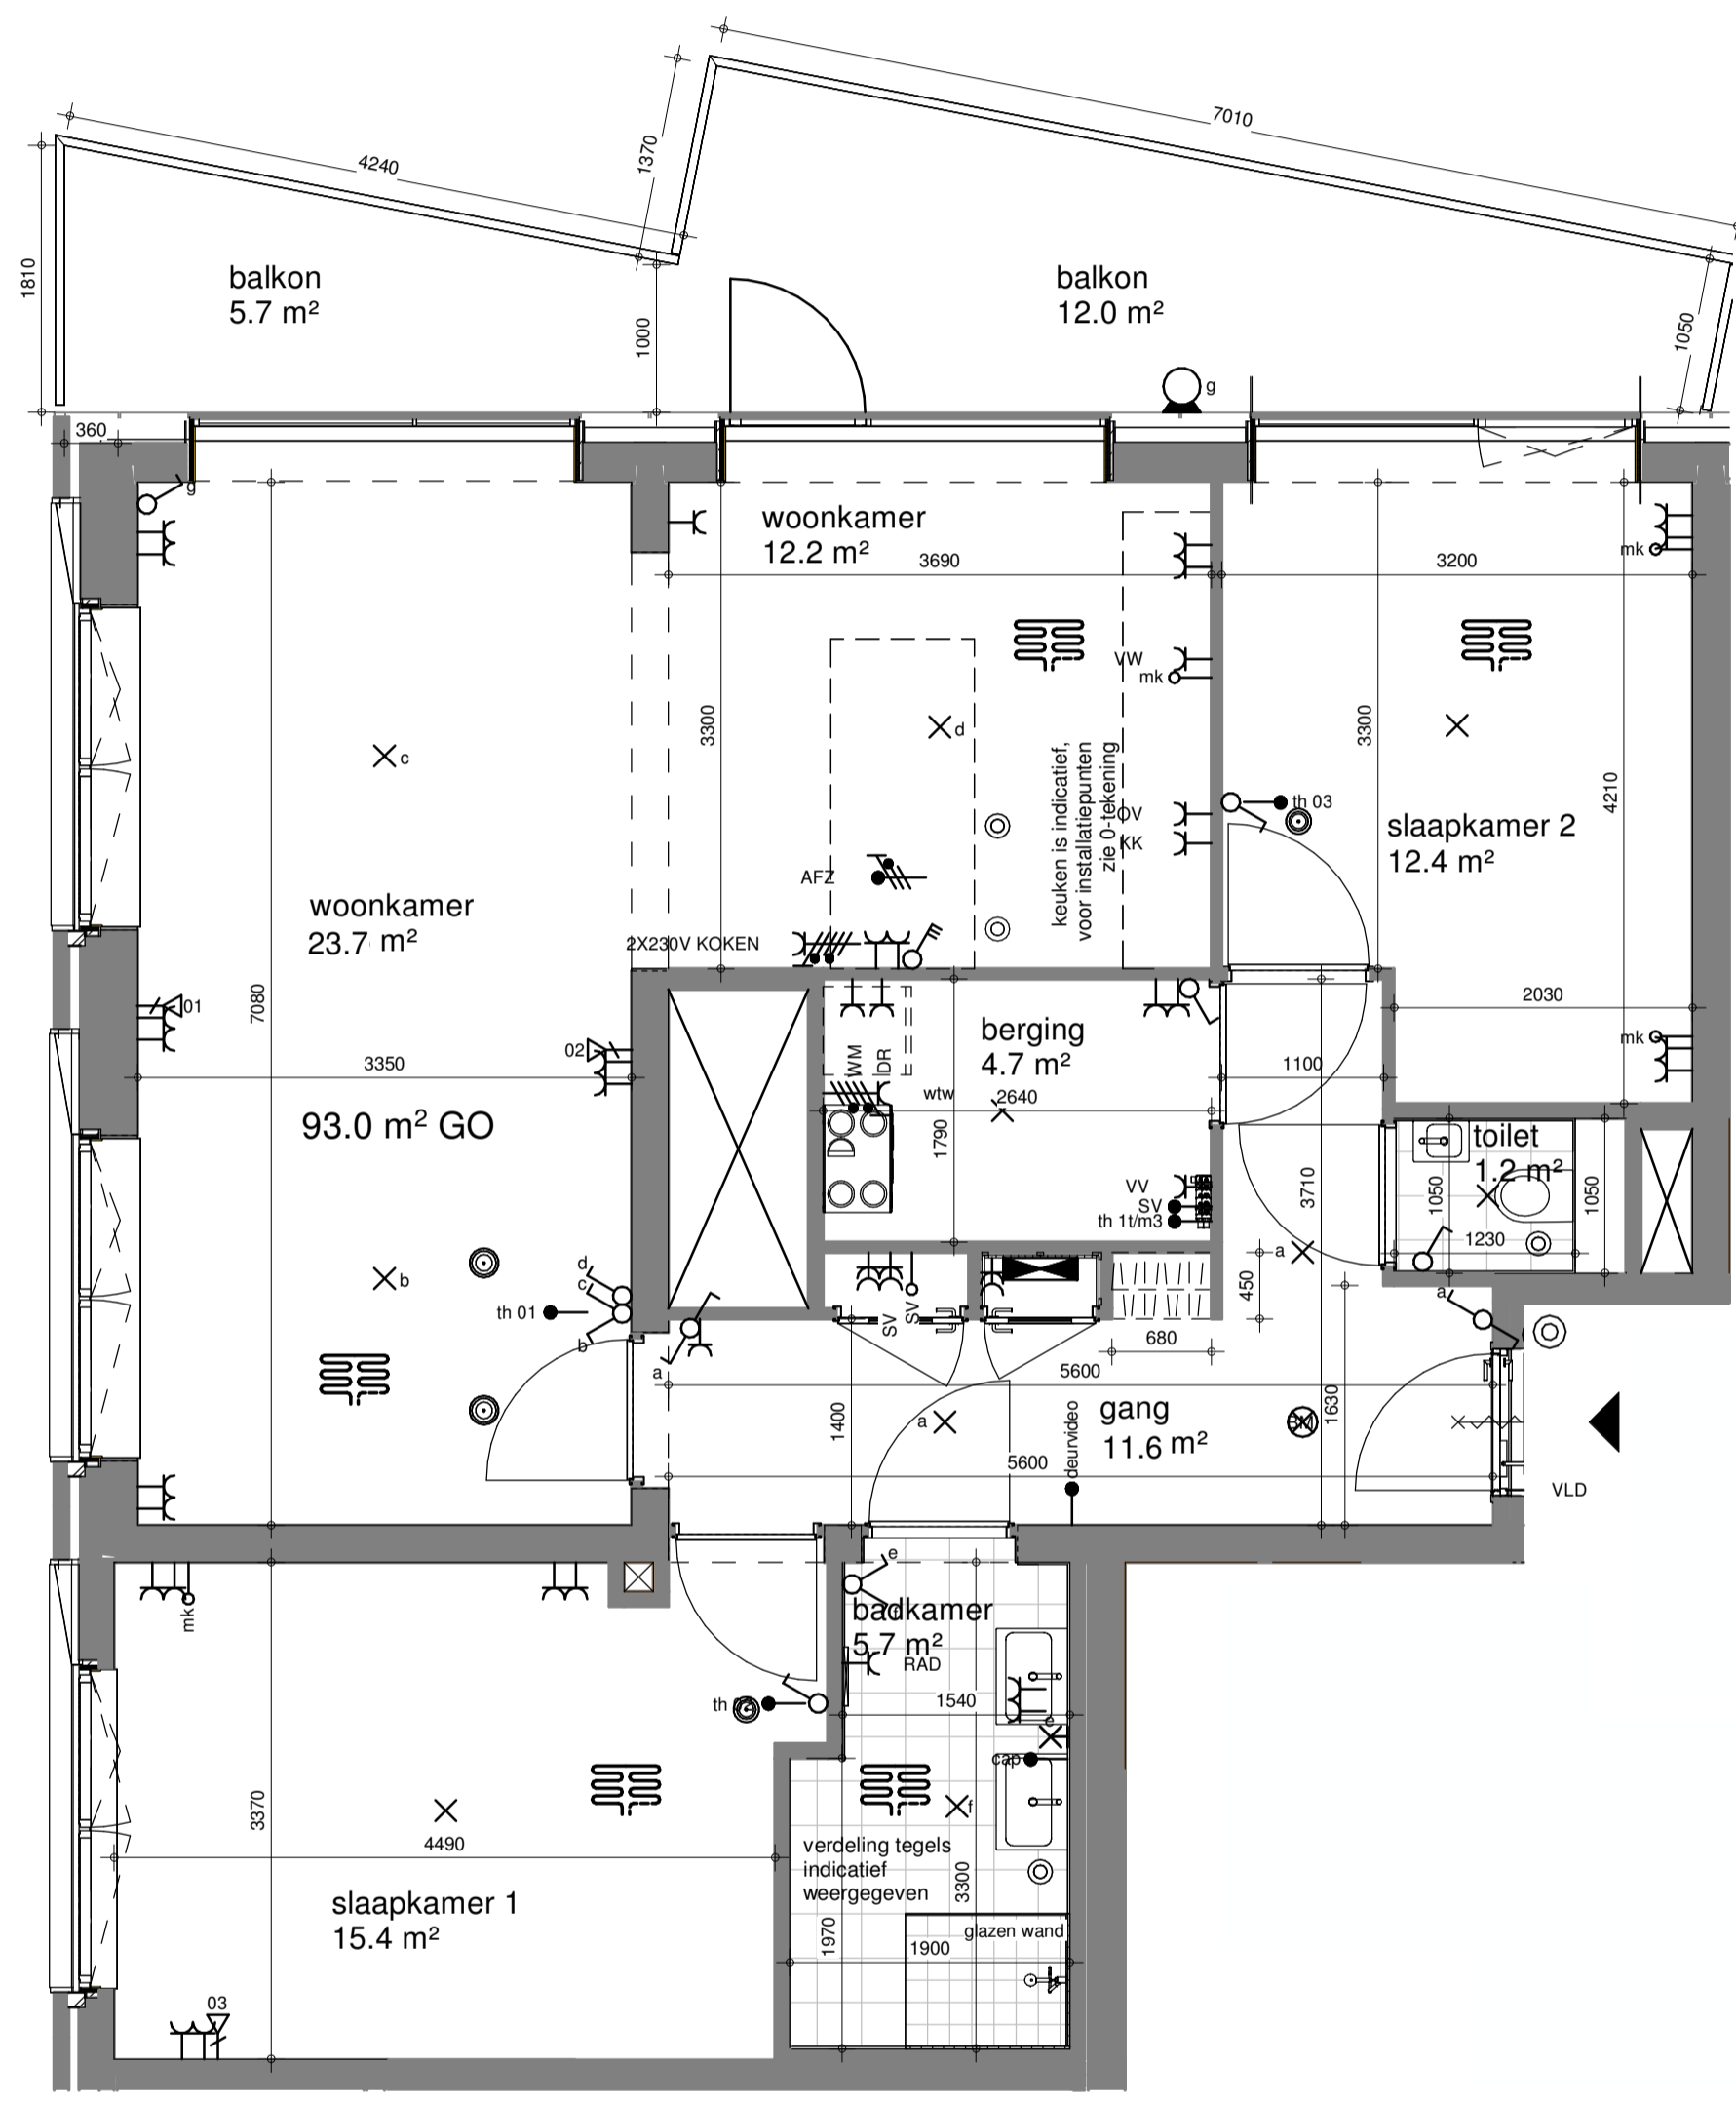 7010
4240
1370
1810
balkon
5.7 m²
balkon
12.0 m²
1000
1050
g
360
g
woonkamer
12.2 m²
mk
3690
3200
VW
mk
c
d
3300
3300
4210
keuken is indicatief,
voor installatiepunten
zie 0-tekening
th 03
OV
KK
slaapkamer 2
12.4 m²
AFZ
woonkamer
23.7 m²
2X230V KOKEN
7080
01
02
3350
93.0 m² GO
WM
DR
berging
4.7 m²
wtw
2640
1790
2030
mk
1100
toilet
1.2 m²
1050
1050
1230
3710
VV
SV
th 1t/m3
a
450
b
d
c
th 01
b
SV
SV
a
a
680
5600
1400
a
deurvideo
gang
11.6 m²
1630
5600
VLD
mk
e
badkamer
5.7 m²
RAD
th
1540
e
cap
f
3370
4490
verdeling tegels
indicatief
weergegeven
3300
slaapkamer 1
15.4 m²
1970
1900
glazen wand
03